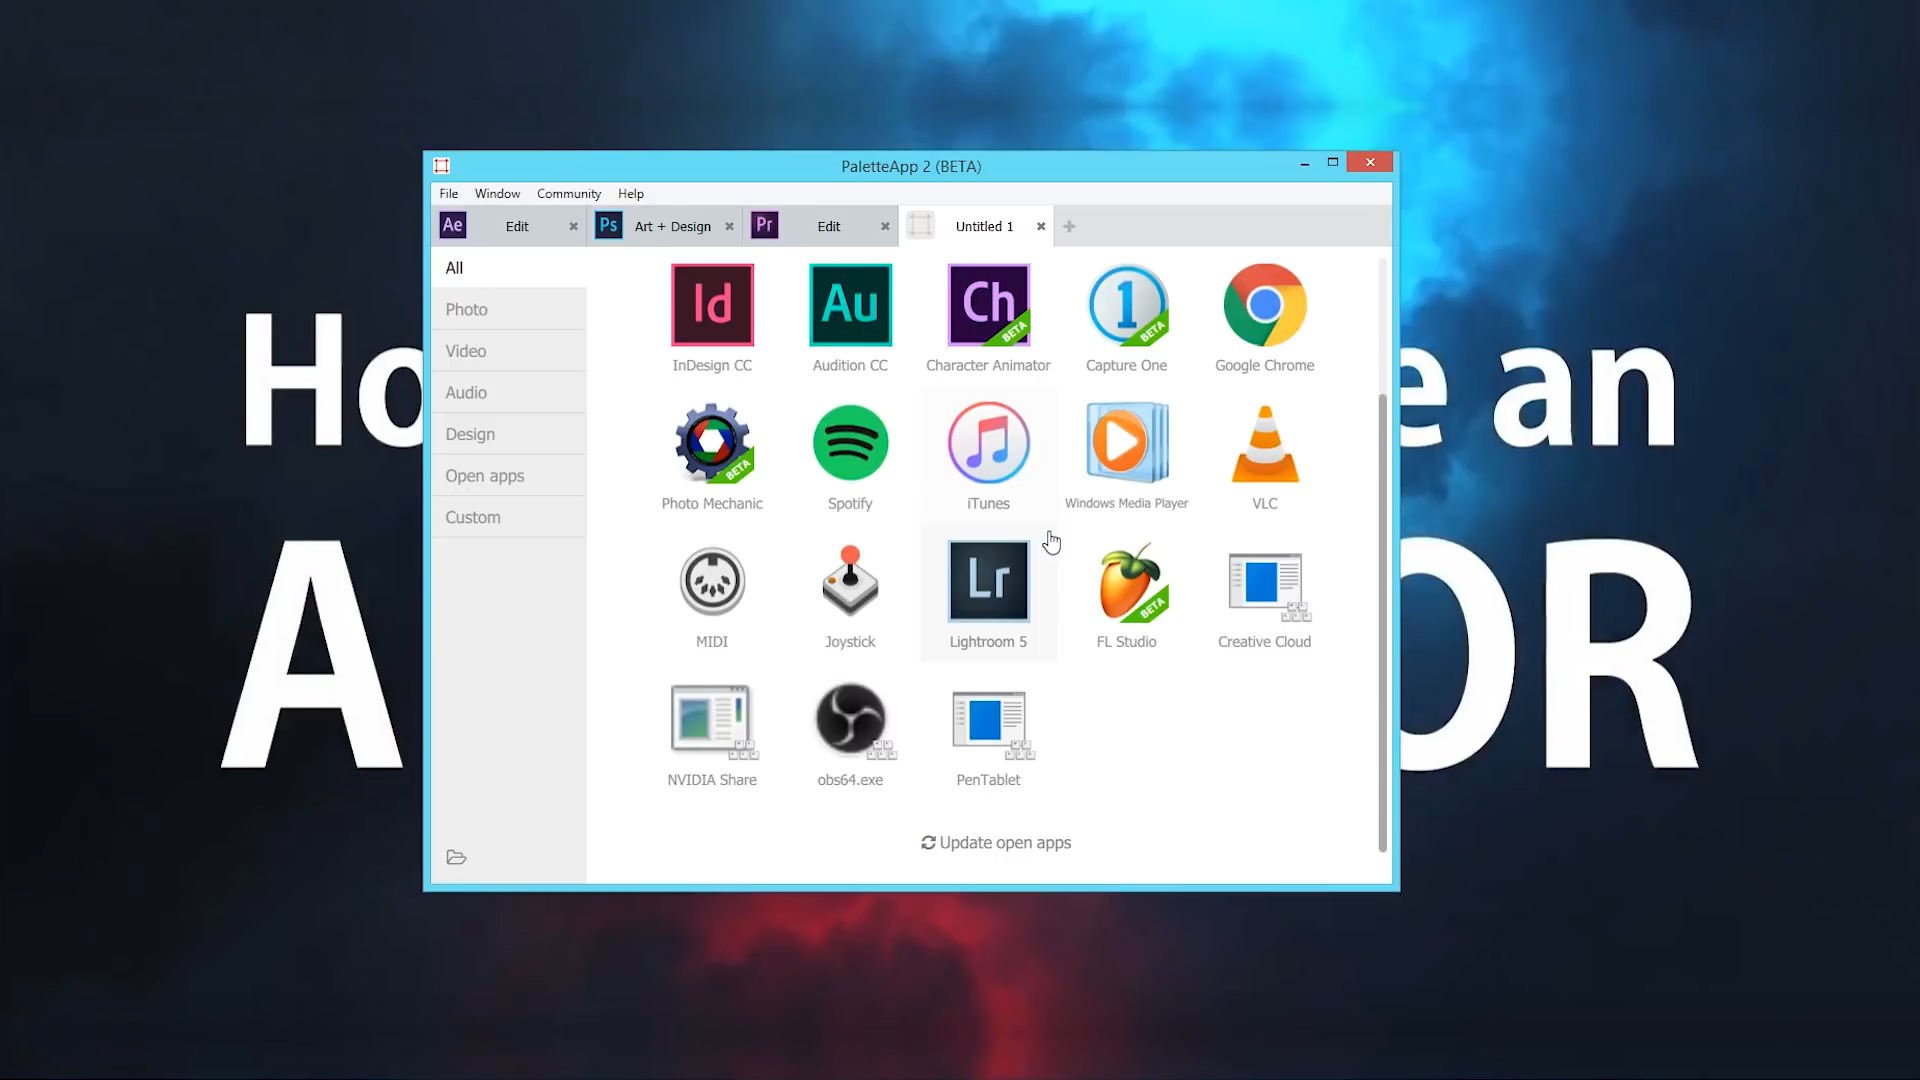 PaletteApp 2 (BETA)
File Window Community Help
Ae Edit Ps Art + Design Pr Edit Untitled 1
All
Photo
Video
Audio
Design
Open apps
Custom
Id Au Ch BETA 1 BETA
InDesign CC Audition CC Character Animator Capture One Google Chrome
BETA
Photo Mechanic Spotify iTunes Windows Media Player VLC
Lr BETA
MIDI Joystick Lightroom 5 FL Studio Creative Cloud
NVIDIA Share obs64.exe PenTablet
Update open apps
Ho e an
A OR